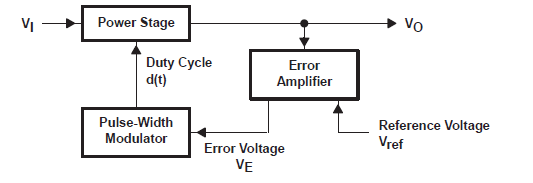 VI
Power Stage
VO
Duty Cycle
d(t)
Error
Amplifier
Pulse-Width
Modulator
Error Voltage
VE
Reference Voltage
Vref